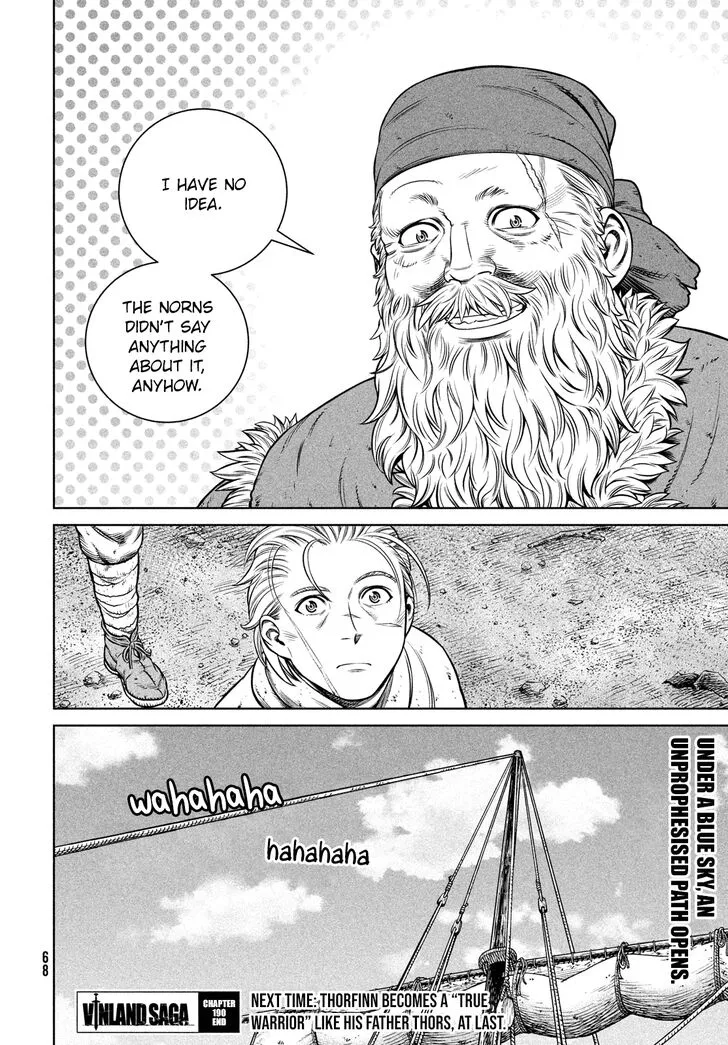 I HAVE NO
IDEA.
THE NORNS
DIDN'T SAY
ANYTHING
ABOUT IT,
ANYHOW.
wahahaha
hahahaha
UNDER A BLUE SKY, AN
UNPROPHESISED PATH OPENS.
68
VINLAND SAGA
CHAPTER
190
END
NEXT TIME: THORFINN BECOMES A “TRUE
WARRIOR” LIKE HIS FATHER THORS, AT LAST.